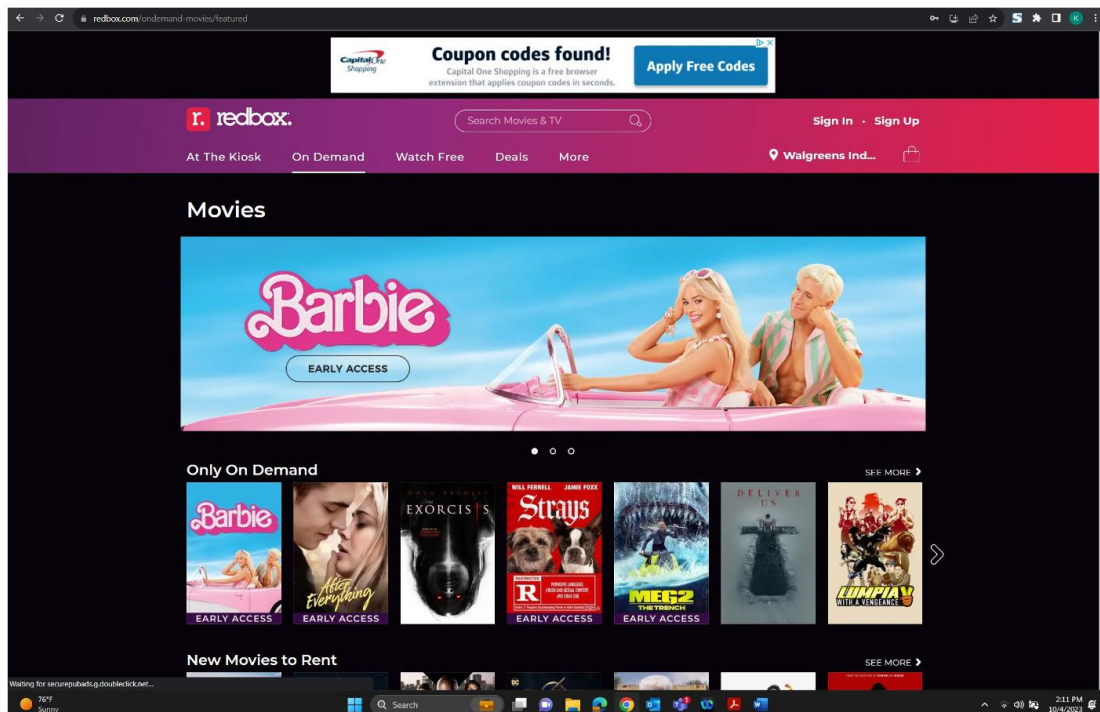 redbox.com/ondemand-movies/featured
K
Capital One
Shopping
Coupon codes found!
Capital One Shopping is a free browser
extension that applies coupon codes in seconds.
Apply Free Codes
r. redbox.
Search Movies & TV
Sign In · Sign Up
At The Kiosk On Demand Watch Free Deals More
Walgreens Ind...
Movies
Barbie
EARLY ACCESS
Only On Demand
SEE MORE
Barbie
EARLY ACCESS
After
Everything
EARLY ACCESS
THE
EXORCISTS
WILL FERRELL JAMIE FOXX
Strays
R
EARLY ACCESS
MEG2
THE TRENCH
EARLY ACCESS
DELIVER
US
LUMPIA
WITH A VENGEANCE
New Movies to Rent
SEE MORE
Waiting for securepubads.g.doubleclick.net...
76°F
Sunny
Search
2:11 PM
10/4/2023